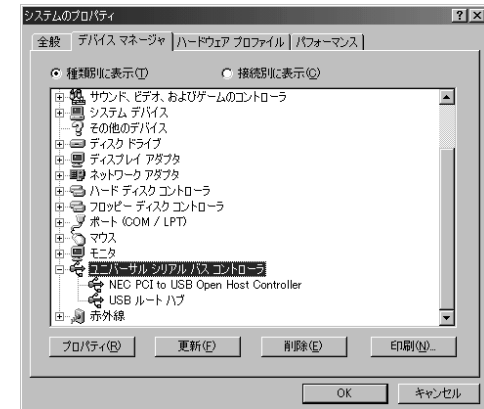 システムのプロパティ
全般 デバイス マネージャ ハードウェア プロファイル パフォーマンス
種類別に表示(T) 接続別に表示(C)
サウンド、ビデオ、およびゲームのコントローラ
システム デバイス
その他のデバイス
ディスク ドライブ
ディスプレイ アダプタ
ネットワーク アダプタ
ハード ディスク コントローラ
フロッピー ディスク コントローラ
ポート (COM / LPT)
マウス
モニタ
ユニバーサル シリアル バス コントローラ
NEC PCI to USB Open Host Controller
USB ルート ハブ
赤外線
プロパティ(R) 更新(F) 削除(E) 印刷(N)...
OK キャンセル